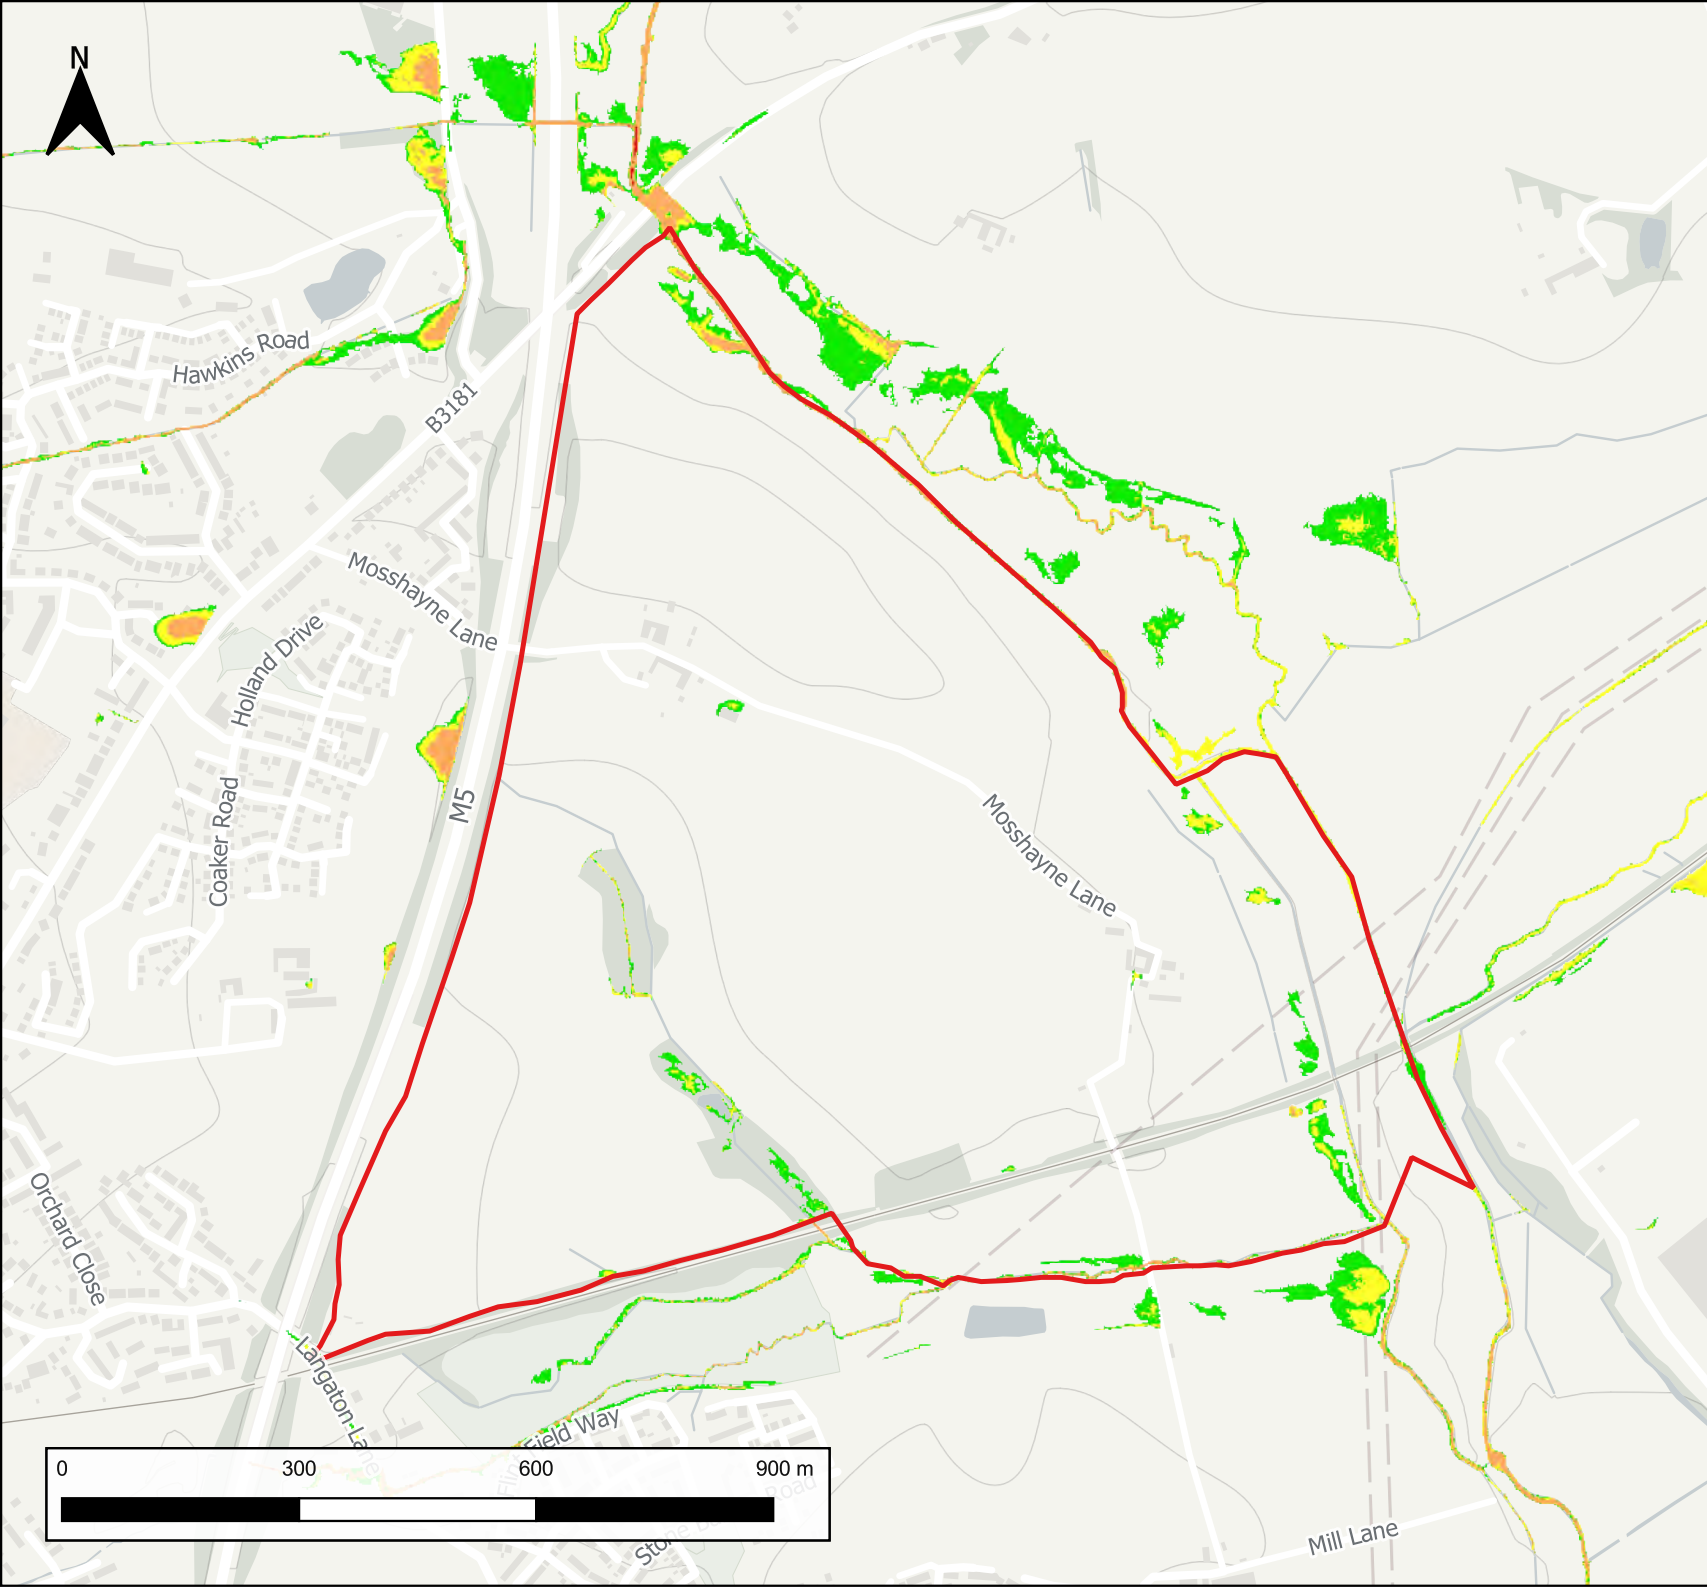 N
Hawkins Road
B3181
Mosshayne Lane
Holland Drive
M5
Coaker Road
Mosshayne Lane
Orchard Close
Langaton Lane
Field Way
Road
Mill Lane
0 300 600 900 m